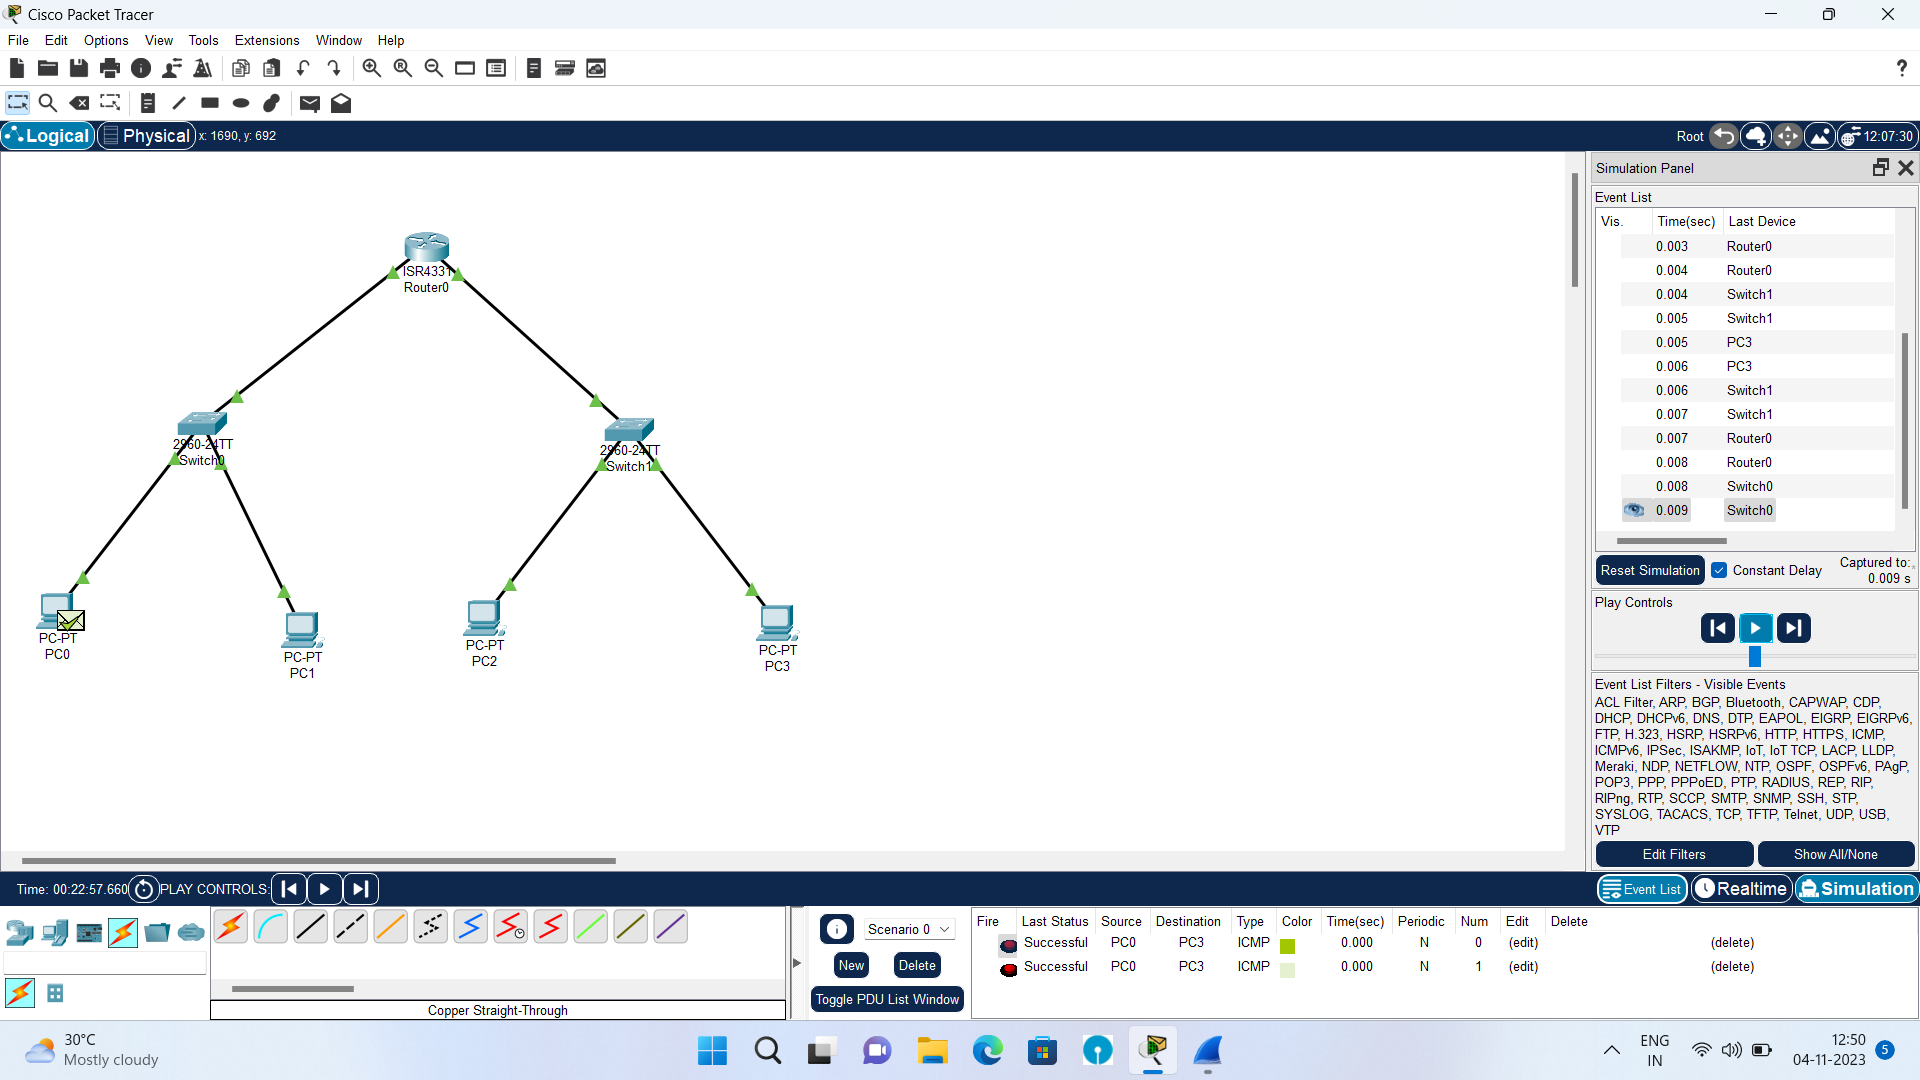 Cisco Packet Tracer
File Edit Options View Tools Extensions Window Help
?
Logical Physical x: 1690, y: 692 Root 12:07:30
ISR4331
Router0
2960-24TT
Switch0
2960-24TT
Switch1
PC-PT
PC0
PC-PT
PC1
PC-PT
PC2
PC-PT
PC3
Simulation Panel
Event List
Vis. Time(sec) Last Device
0.003 Router0
0.004 Router0
0.004 Switch1
0.005 Switch1
0.005 PC3
0.006 PC3
0.006 Switch1
0.007 Switch1
0.007 Router0
0.008 Router0
0.008 Switch0
0.009 Switch0
Reset Simulation Constant Delay Captured to:
0.009 s
Play Controls
Event List Filters - Visible Events
ACL Filter, ARP, BGP, Bluetooth, CAPWAP, CDP,
DHCP, DHCPv6, DNS, DTP, EAPOL, EIGRP, EIGRPv6,
FTP, H.323, HSRP, HSRPv6, HTTP, HTTPS, ICMP,
ICMPv6, IPSec, ISAKMP, IoT, IoT TCP, LACP, LLDP,
Meraki, NDP, NETFLOW, NTP, OSPF, OSPFv6, PAgP,
POP3, PPP, PPPoED, PTP, RADIUS, REP, RIP,
RIPng, RTP, SCCP, SMTP, SNMP, SSH, STP,
SYSLOG, TACACS, TCP, TFTP, Telnet, UDP, USB,
VTP
Edit Filters Show All/None
Time: 00:22:57.660 PLAY CONTROLS: Event List Realtime Simulation
Copper Straight-Through
Scenario 0
New Delete
Toggle PDU List Window
Fire Last Status Source Destination Type Color Time(sec) Periodic Num Edit Delete
Successful PC0 PC3 ICMP 0.000 N 0 (edit) (delete)
Successful PC0 PC3 ICMP 0.000 N 1 (edit) (delete)
30°C
Mostly cloudy
ENG
IN
12:50
04-11-2023
5